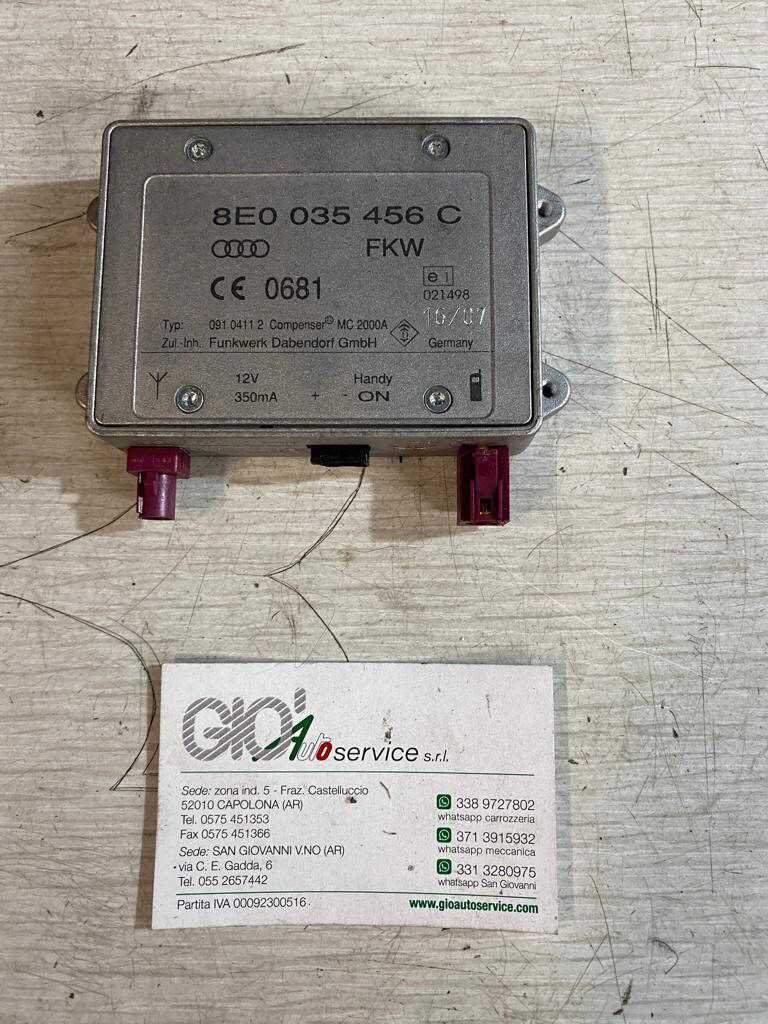 8E0 035 456 C
FKW
CE 0681
e 1
021498
16/07
Typ: 091 0411 2 Compenser® MC 2000A
Zul.-Inh. Funkwerk Dabendorf GmbH
Germany
12V
350mA
+ -
Handy
ON
GIO'
Auto service s.r.l.
Sede: zona ind. 5 - Fraz. Castelluccio
52010 CAPOLONA (AR)
Tel. 0575 451353
Fax 0575 451366
Sede: SAN GIOVANNI V.NO (AR)
via C. E. Gadda, 6
Tel. 055 2657442
Partita IVA 00092300516
338 9727802
whatsapp carrozzeria
371 3915932
whatsapp meccanica
331 3280975
whatsapp San Giovanni
www.gioautoservice.com